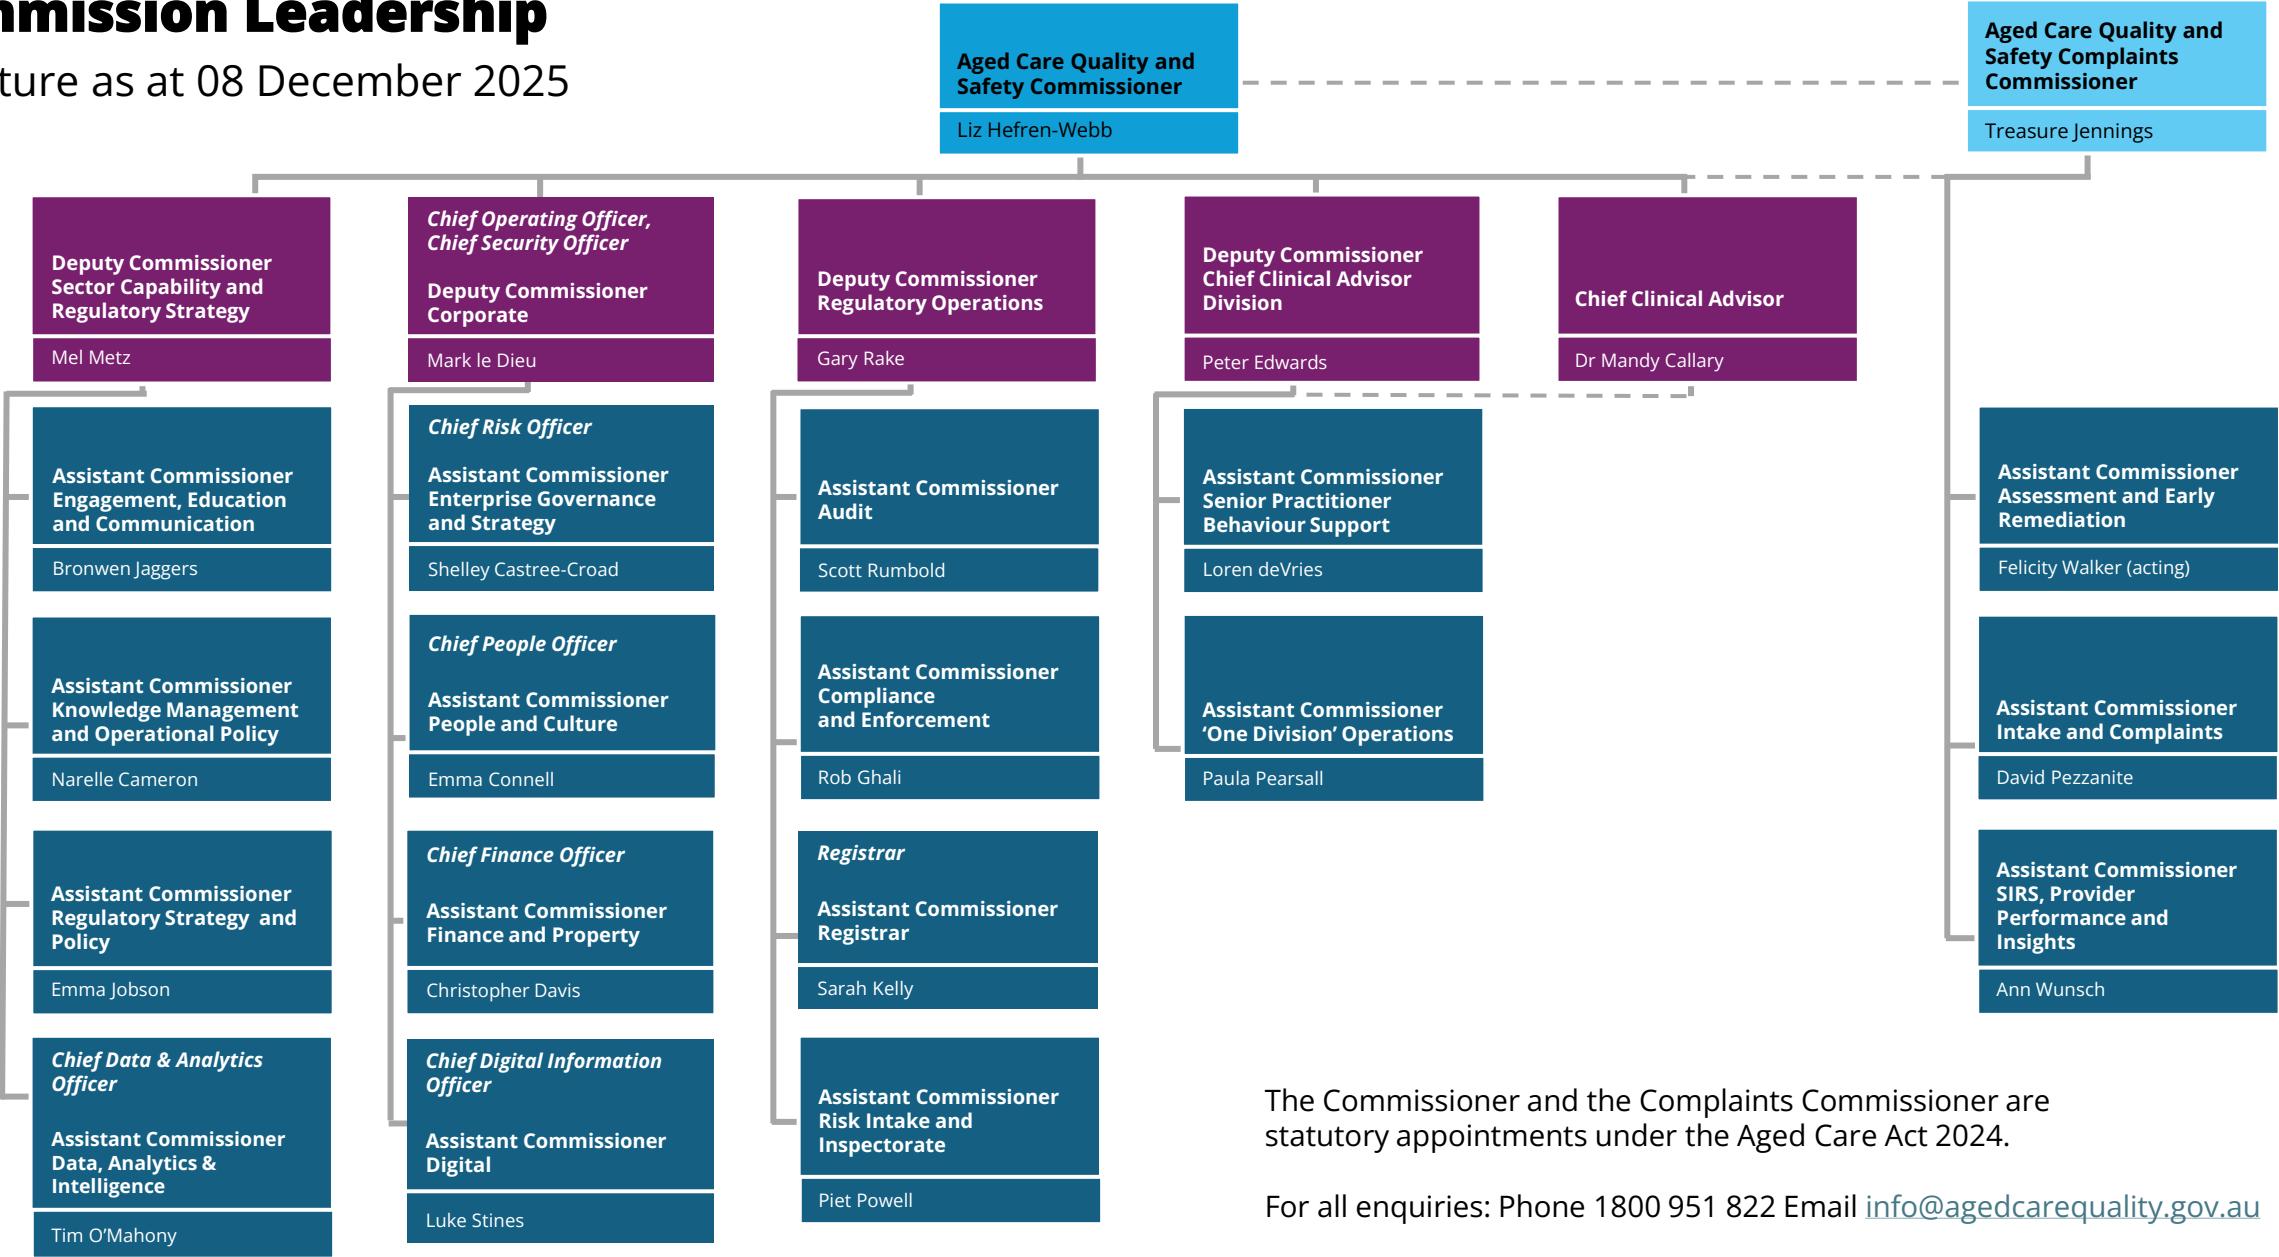 Leadership
as at 08 December 2025
Aged Care Quality and
Safety Commissioner
Liz Hefren-Webb
Aged Care Quality and
Safety Complaints
Commissioner
Treasure Jennings
Deputy Commissioner
Sector Capability and
Regulatory Strategy
Mel Metz
Chief Operating Officer,
Chief Security Officer
Deputy Commissioner
Corporate
Mark le Dieu
Deputy Commissioner
Regulatory Operations
Gary Rake
Deputy Commissioner
Chief Clinical Advisor
Division
Peter Edwards
Chief Clinical Advisor
Dr Mandy Callary
Assistant Commissioner
Engagement, Education
and Communication
Bronwen Jaggers
Assistant Commissioner
Knowledge Management
and Operational Policy
Narelle Cameron
Assistant Commissioner
Regulatory Strategy and
Policy
Emma Jobson
Chief Data & Analytics
Officer
Assistant Commissioner
Data, Analytics &
Intelligence
Tim O’Mahony
Chief Risk Officer
Assistant Commissioner
Enterprise Governance
and Strategy
Shelley Castree-Croad
Chief People Officer
Assistant Commissioner
People and Culture
Emma Connell
Chief Finance Officer
Assistant Commissioner
Finance and Property
Christopher Davis
Chief Digital Information
Officer
Assistant Commissioner
Digital
Luke Stines
Assistant Commissioner
Audit
Scott Rumbold
Assistant Commissioner
Compliance
and Enforcement
Rob Ghali
Registrar
Assistant Commissioner
Registrar
Sarah Kelly
Assistant Commissioner
Risk Intake and
Inspectorate
Piet Powell
Assistant Commissioner
Senior Practitioner
Behaviour Support
Loren deVries
Assistant Commissioner
‘One Division’ Operations
Paula Pearsall
Assistant Commissioner
Assessment and Early
Remediation
Felicity Walker (acting)
Assistant Commissioner
Intake and Complaints
David Pezzanite
Assistant Commissioner
SIRS, Provider
Performance and
Insights
Ann Wunsch
The Commissioner and the Complaints Commissioner are
statutory appointments under the Aged Care Act 2024.
For all enquiries: Phone 1800 951 822 Email info@agedcarequality.gov.au